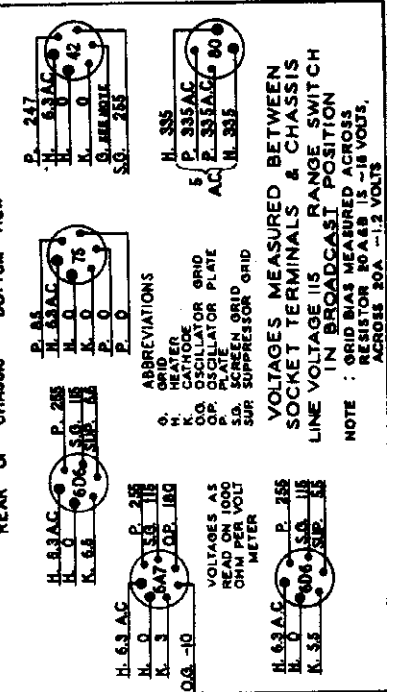 REAR OF CHASSIS BOTTOM VIEW
H. 6.3 A.C.
H. 0
K. 5.5
6D6
P. 255
S.G. 115
SUP. 5.5
P. 85
H. 6.3 A.C.
H. 0
K. 0
P. 0
P. 0
75
P. 247
H. 6.3 A.C.
H. 0
K. 0
G. SEE NOTE
S.G. 255
42
H. 6.3 A.C
H. 0
K. 3
O.G. -10
6A7
P. 255
S.G. 115
O.P. 180
ABBREVIATIONS
G. GRID
H. HEATER
K. CATHODE
O.G. OSCILLATOR GRID
O.P. OSCILLATOR PLATE
P. PLATE
S.G. SCREEN GRID
SUP. SUPPRESSOR GRID
H. 335
P. 335 A.C
P. 335 A.C.
H. 335
5
A.C.
80
VOLTAGES AS
READ ON 1000
OHM PER VOLT
METER
H. 6.3 A.C
H. 0
K. 5.5
6D6
P. 255
S.G. 115
SUP. 5.5
VOLTAGES MEASURED BETWEEN
SOCKET TERMINALS & CHASSIS
LINE VOLTAGE 115 RANGE SWITCH
IN BROADCAST POSITION
NOTE : GRID BIAS MEASURED ACROSS
RESISTOR 20A&B IS -16 VOLTS,
ACROSS 20A -1.2 VOLTS